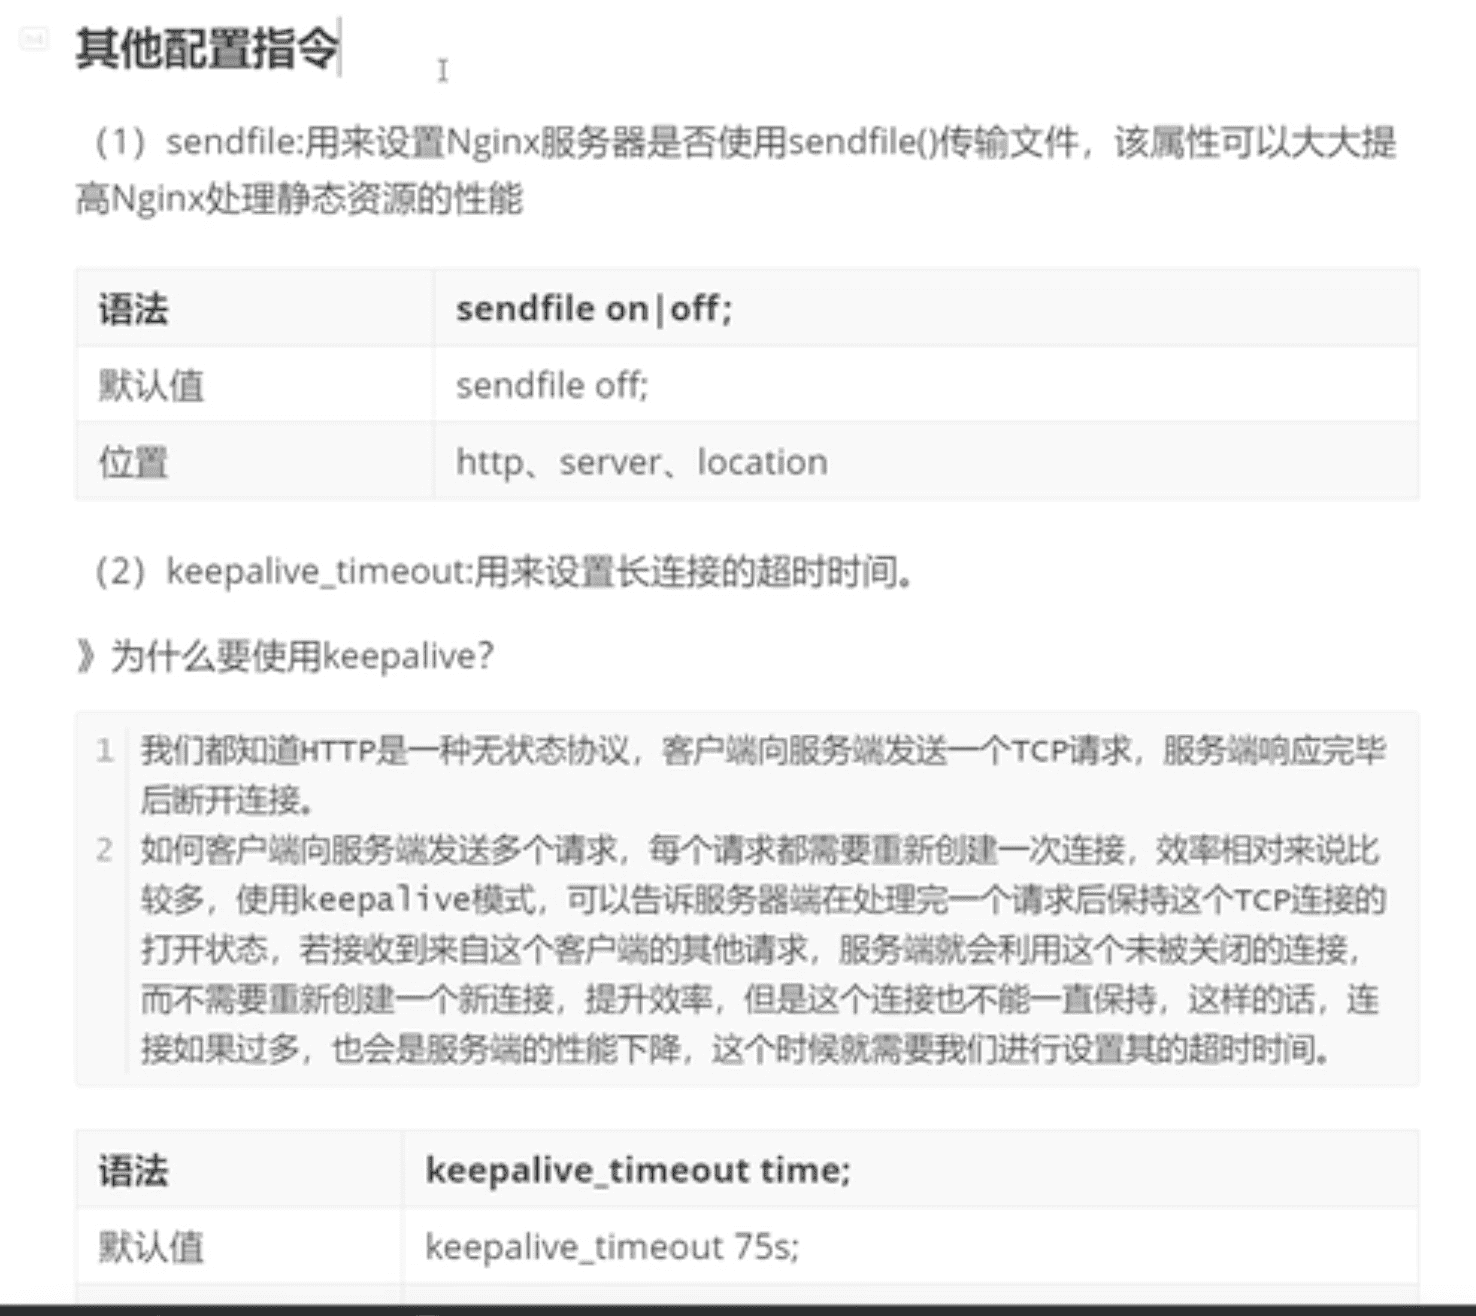 其他配置指令
（1）sendfile:用来设置Nginx服务器是否使用sendfile()传输文件，该属性可以大大提
高Nginx处理静态资源的性能
语法 sendfile on|off;
默认值 sendfile off;
位置 http、server、location
（2）keepalive_timeout:用来设置长连接的超时时间。
》为什么要使用keepalive？
1 我们都知道HTTP是一种无状态协议，客户端向服务端发送一个TCP请求，服务端响应完毕
后断开连接。
2 如何客户端向服务端发送多个请求，每个请求都需要重新创建一次连接，效率相对来说比
较多，使用keepalive模式，可以告诉服务器端在处理完一个请求后保持这个TCP连接的
打开状态，若接收到来自这个客户端的其他请求，服务端就会利用这个未被关闭的连接，
而不需要重新创建一个新连接，提升效率，但是这个连接也不能一直保持，这样的话，连
接如果过多，也会是服务端的性能下降，这个时候就需要我们进行设置其的超时时间。
语法 keepalive_timeout time;
默认值 keepalive_timeout 75s;